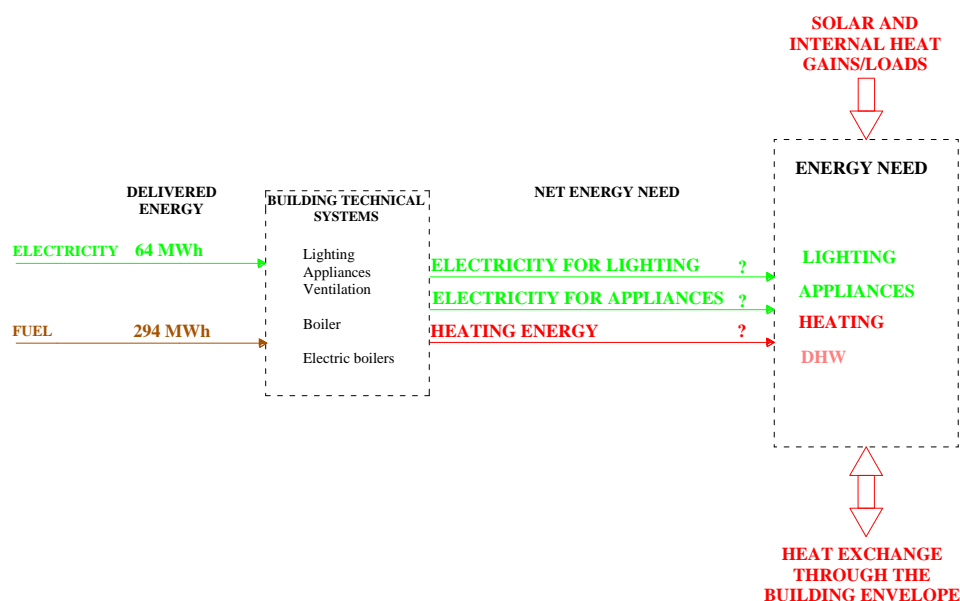 SOLAR AND
INTERNAL HEAT
GAINS/LOADS
ENERGY NEED
DELIVERED
ENERGY
BUILDING TECHNICAL
SYSTEMS
NET ENERGY NEED
ELECTRICITY 64 MWh
Lighting
Appliances
Ventilation
Boiler
Electric boilers
FUEL 294 MWh
ELECTRICITY FOR LIGHTING ?
ELECTRICITY FOR APPLIANCES ?
HEATING ENERGY ?
LIGHTING
APPLIANCES
HEATING
DHW
HEAT EXCHANGE
THROUGH THE
BUILDING ENVELOPE